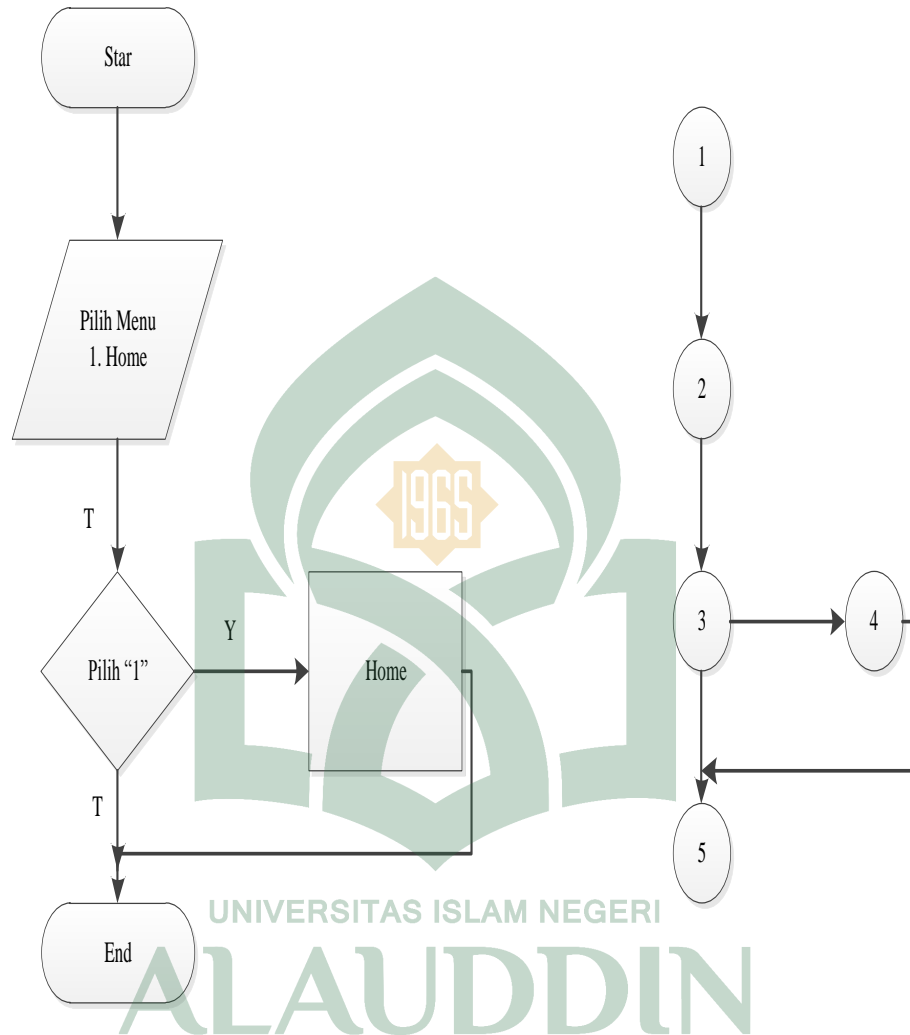 Star
Pilih Menu
1. Home
T
Pilih “1”
Y
Home
T
End
1
2
3
4
5
1965
UNIVERSITAS ISLAM NEGERI
ALAUDDIN